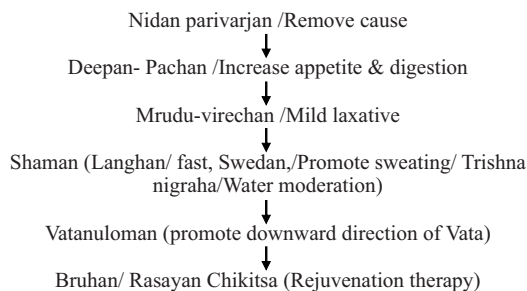 Nidan parivarjan /Remove cause
Deepan- Pachan /Increase appetite & digestion
Mrudu-virechan /Mild laxative
Shaman (Langhan/ fast, Swedan,/Promote sweating/ Trishna
nigraha/Water moderation)
Vatanuloman (promote downward direction of Vata)
Bruhan/ Rasayan Chikitsa (Rejuvenation therapy)